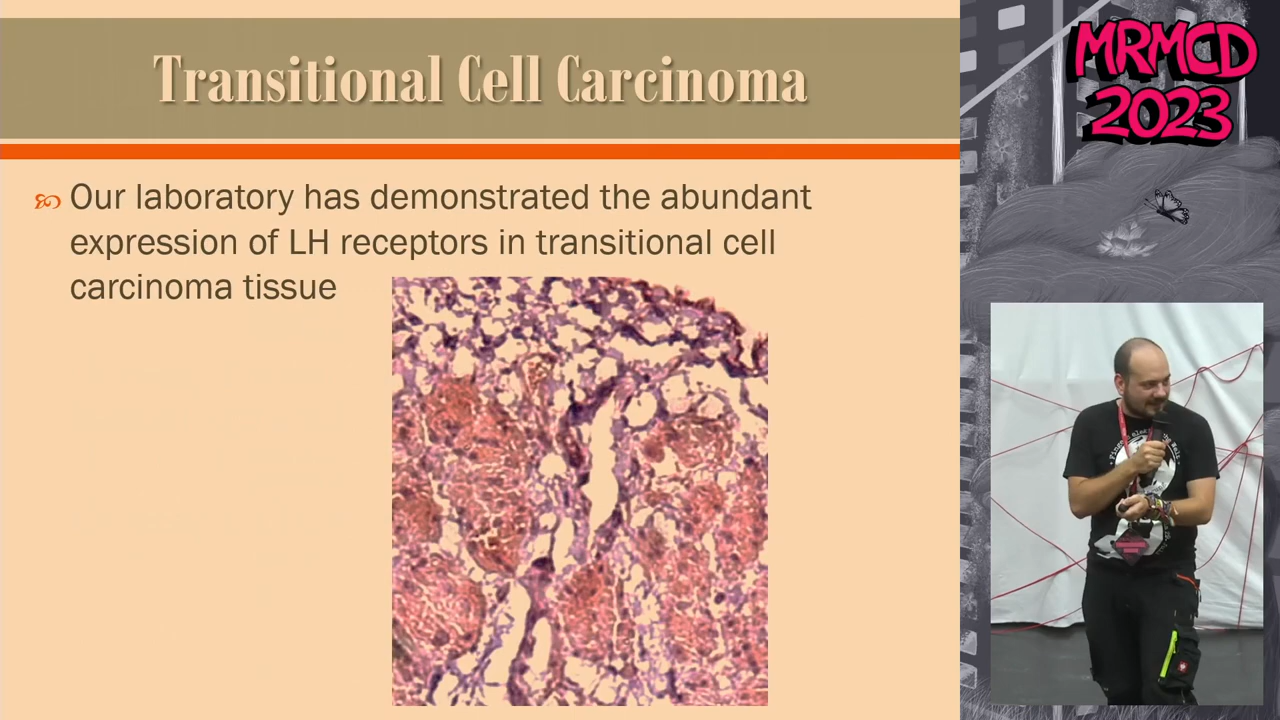 Transitional Cell Carcinoma
Our laboratory has demonstrated the abundant
expression of LH receptors in transitional cell
carcinoma tissue
MRMCD
2023